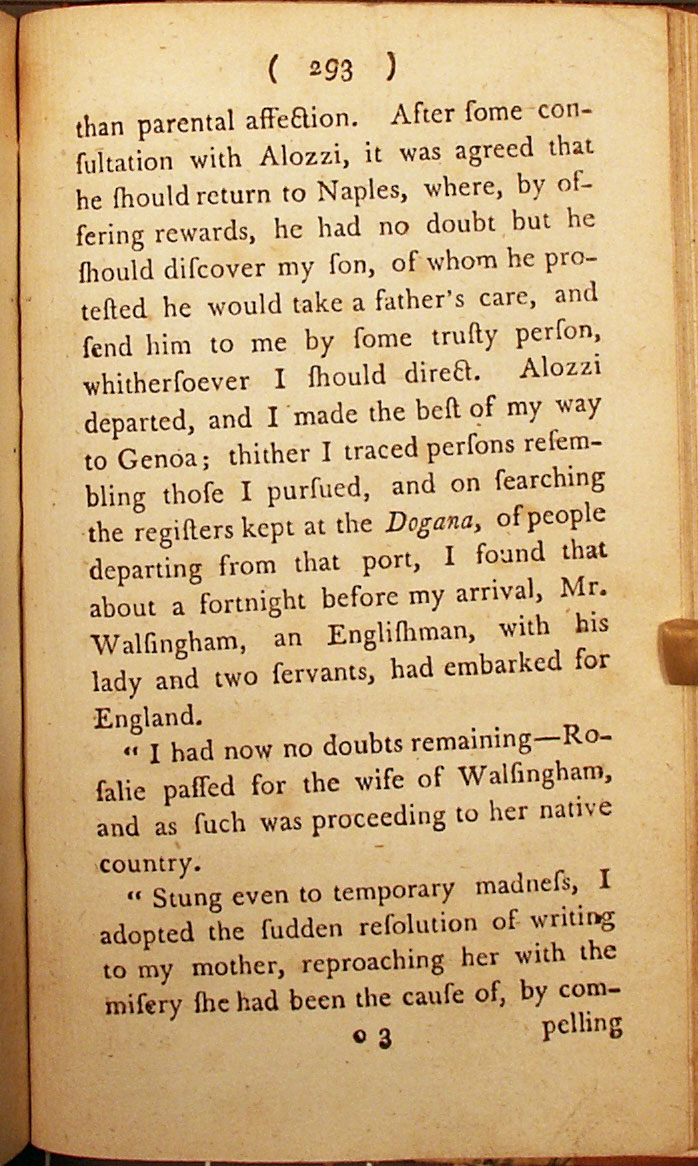 ( 293 )
than parental affection. After ſome con-
ſultation with Alozzi, it was agreed that
he ſhould return to Naples, where, by of-
fering rewards, he had no doubt but he
ſhould diſcover my ſon, of whom he pro-
teſted he would take a father's care, and
ſend him to me by ſome truſty perſon,
whitherſoever I ſhould direct. Alozzi
departed, and I made the beſt of my way
to Genoa; thither I traced perſons reſem-
bling thoſe I purſued, and on ſearching
the regiſters kept at the Dogana, of people
departing from that port, I found that
about a fortnight before my arrival, Mr.
Walſingham, an Engliſhman, with his
lady and two ſervants, had embarked for
England.
“ I had now no doubts remaining—Ro-
ſalie paſſed for the wife of Walſingham,
and as ſuch was proceeding to her native
country.
“ Stung even to temporary madneſs, I
adopted the ſudden reſolution of writing
to my mother, reproaching her with the
miſery ſhe had been the cauſe of, by com-
o 3 pelling